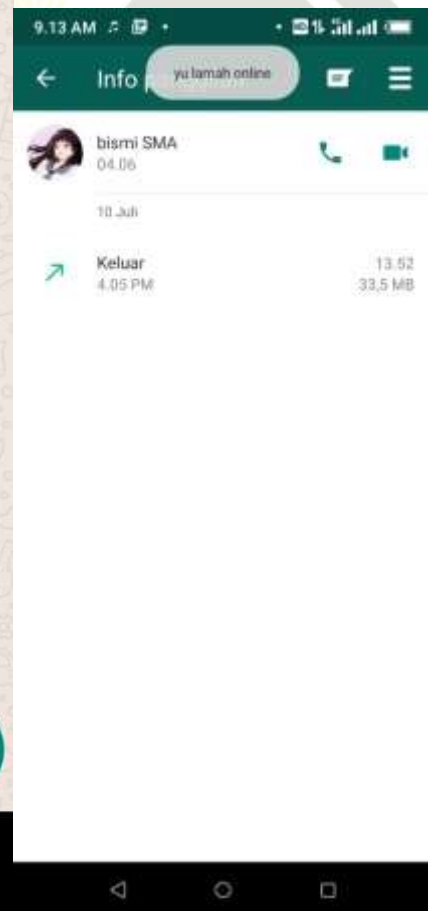 9.13 AM
Info p
yu lamah online
bismi SMA
04.06
10 Juli
Keluar
13.52
4.05 PM
33,5 MB